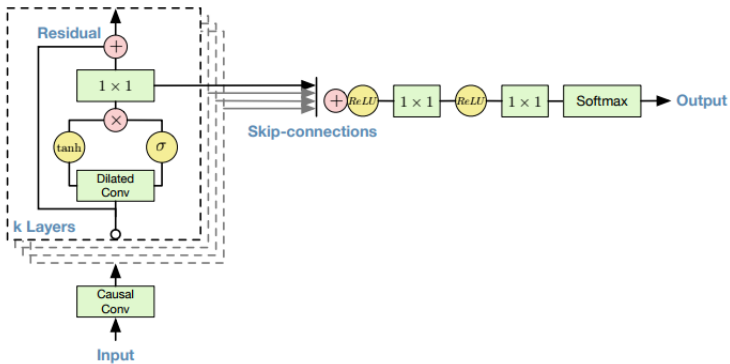 Residual
+
1 × 1
×
tanh
σ
Dilated
Conv
k Layers
Causal
Conv
Input
Skip-connections
+
ReLU
1 × 1
ReLU
1 × 1
Softmax
Output